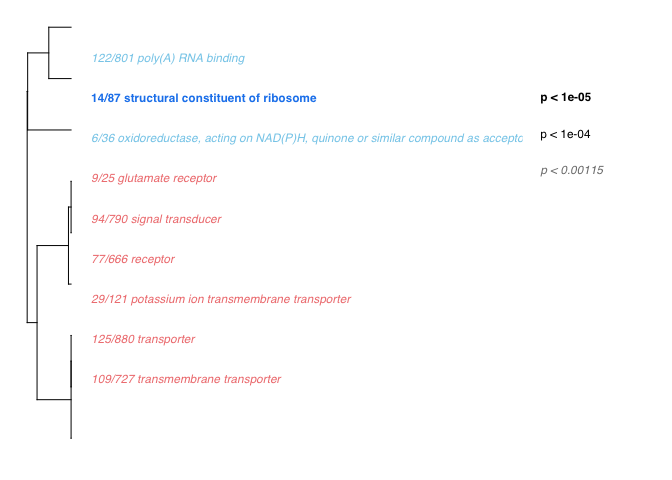 122/801 poly(A) RNA binding
14/87 structural constituent of ribosome
p < 1e-05
6/36 oxidoreductase, acting on NAD(P)H, quinone or similar compound as accepto
p < 1e-04
9/25 glutamate receptor
p < 0.00115
94/790 signal transducer
77/666 receptor
29/121 potassium ion transmembrane transporter
125/880 transporter
109/727 transmembrane transporter